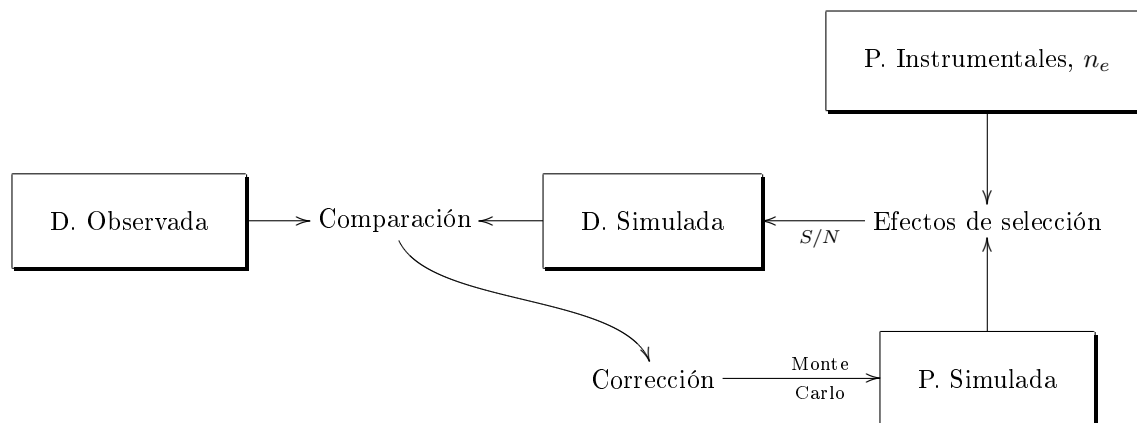 P. Instrumentales, n_e
D. Observada
Comparación
D. Simulada
S/N
Efectos de selección
Corrección
Monte
Carlo
P. Simulada